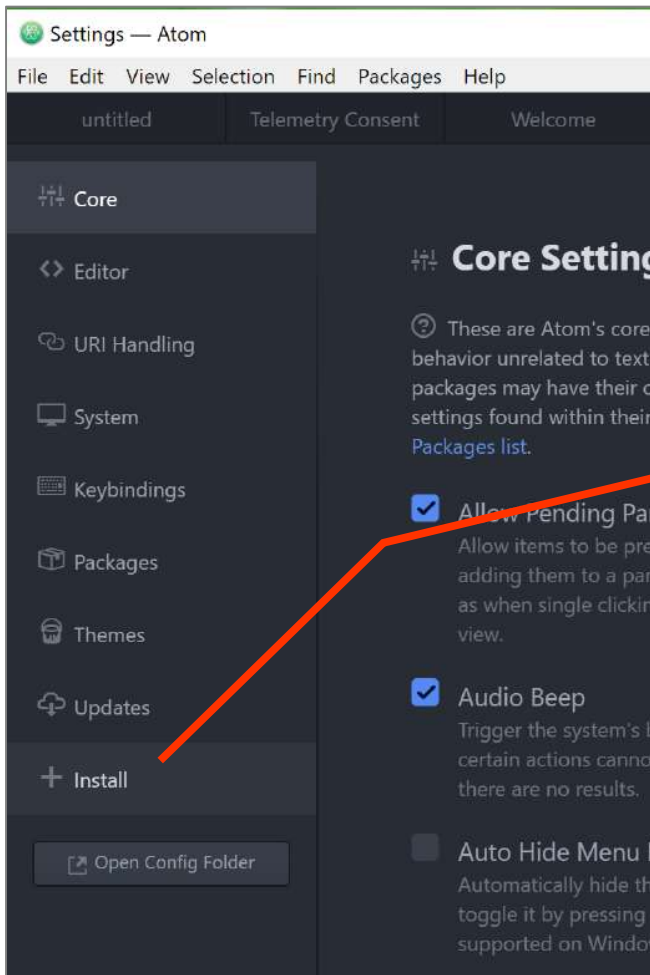 Settings — Atom
File Edit View Selection Find Packages Help
untitled Telemetry Consent Welcome
Core
Editor
URI Handling
System
Keybindings
Packages
Themes
Updates
Install
Open Config Folder
Core Setting
These are Atom's core
behavior unrelated to text
packages may have their
settings found within their
Packages list.
Allow Pending Pa
Allow items to be pre
adding them to a pa
as when single clickin
view.
Audio Beep
Trigger the system's
certain actions canno
there are no results.
Auto Hide Menu
Automatically hide th
toggle it by pressing
supported on Windo